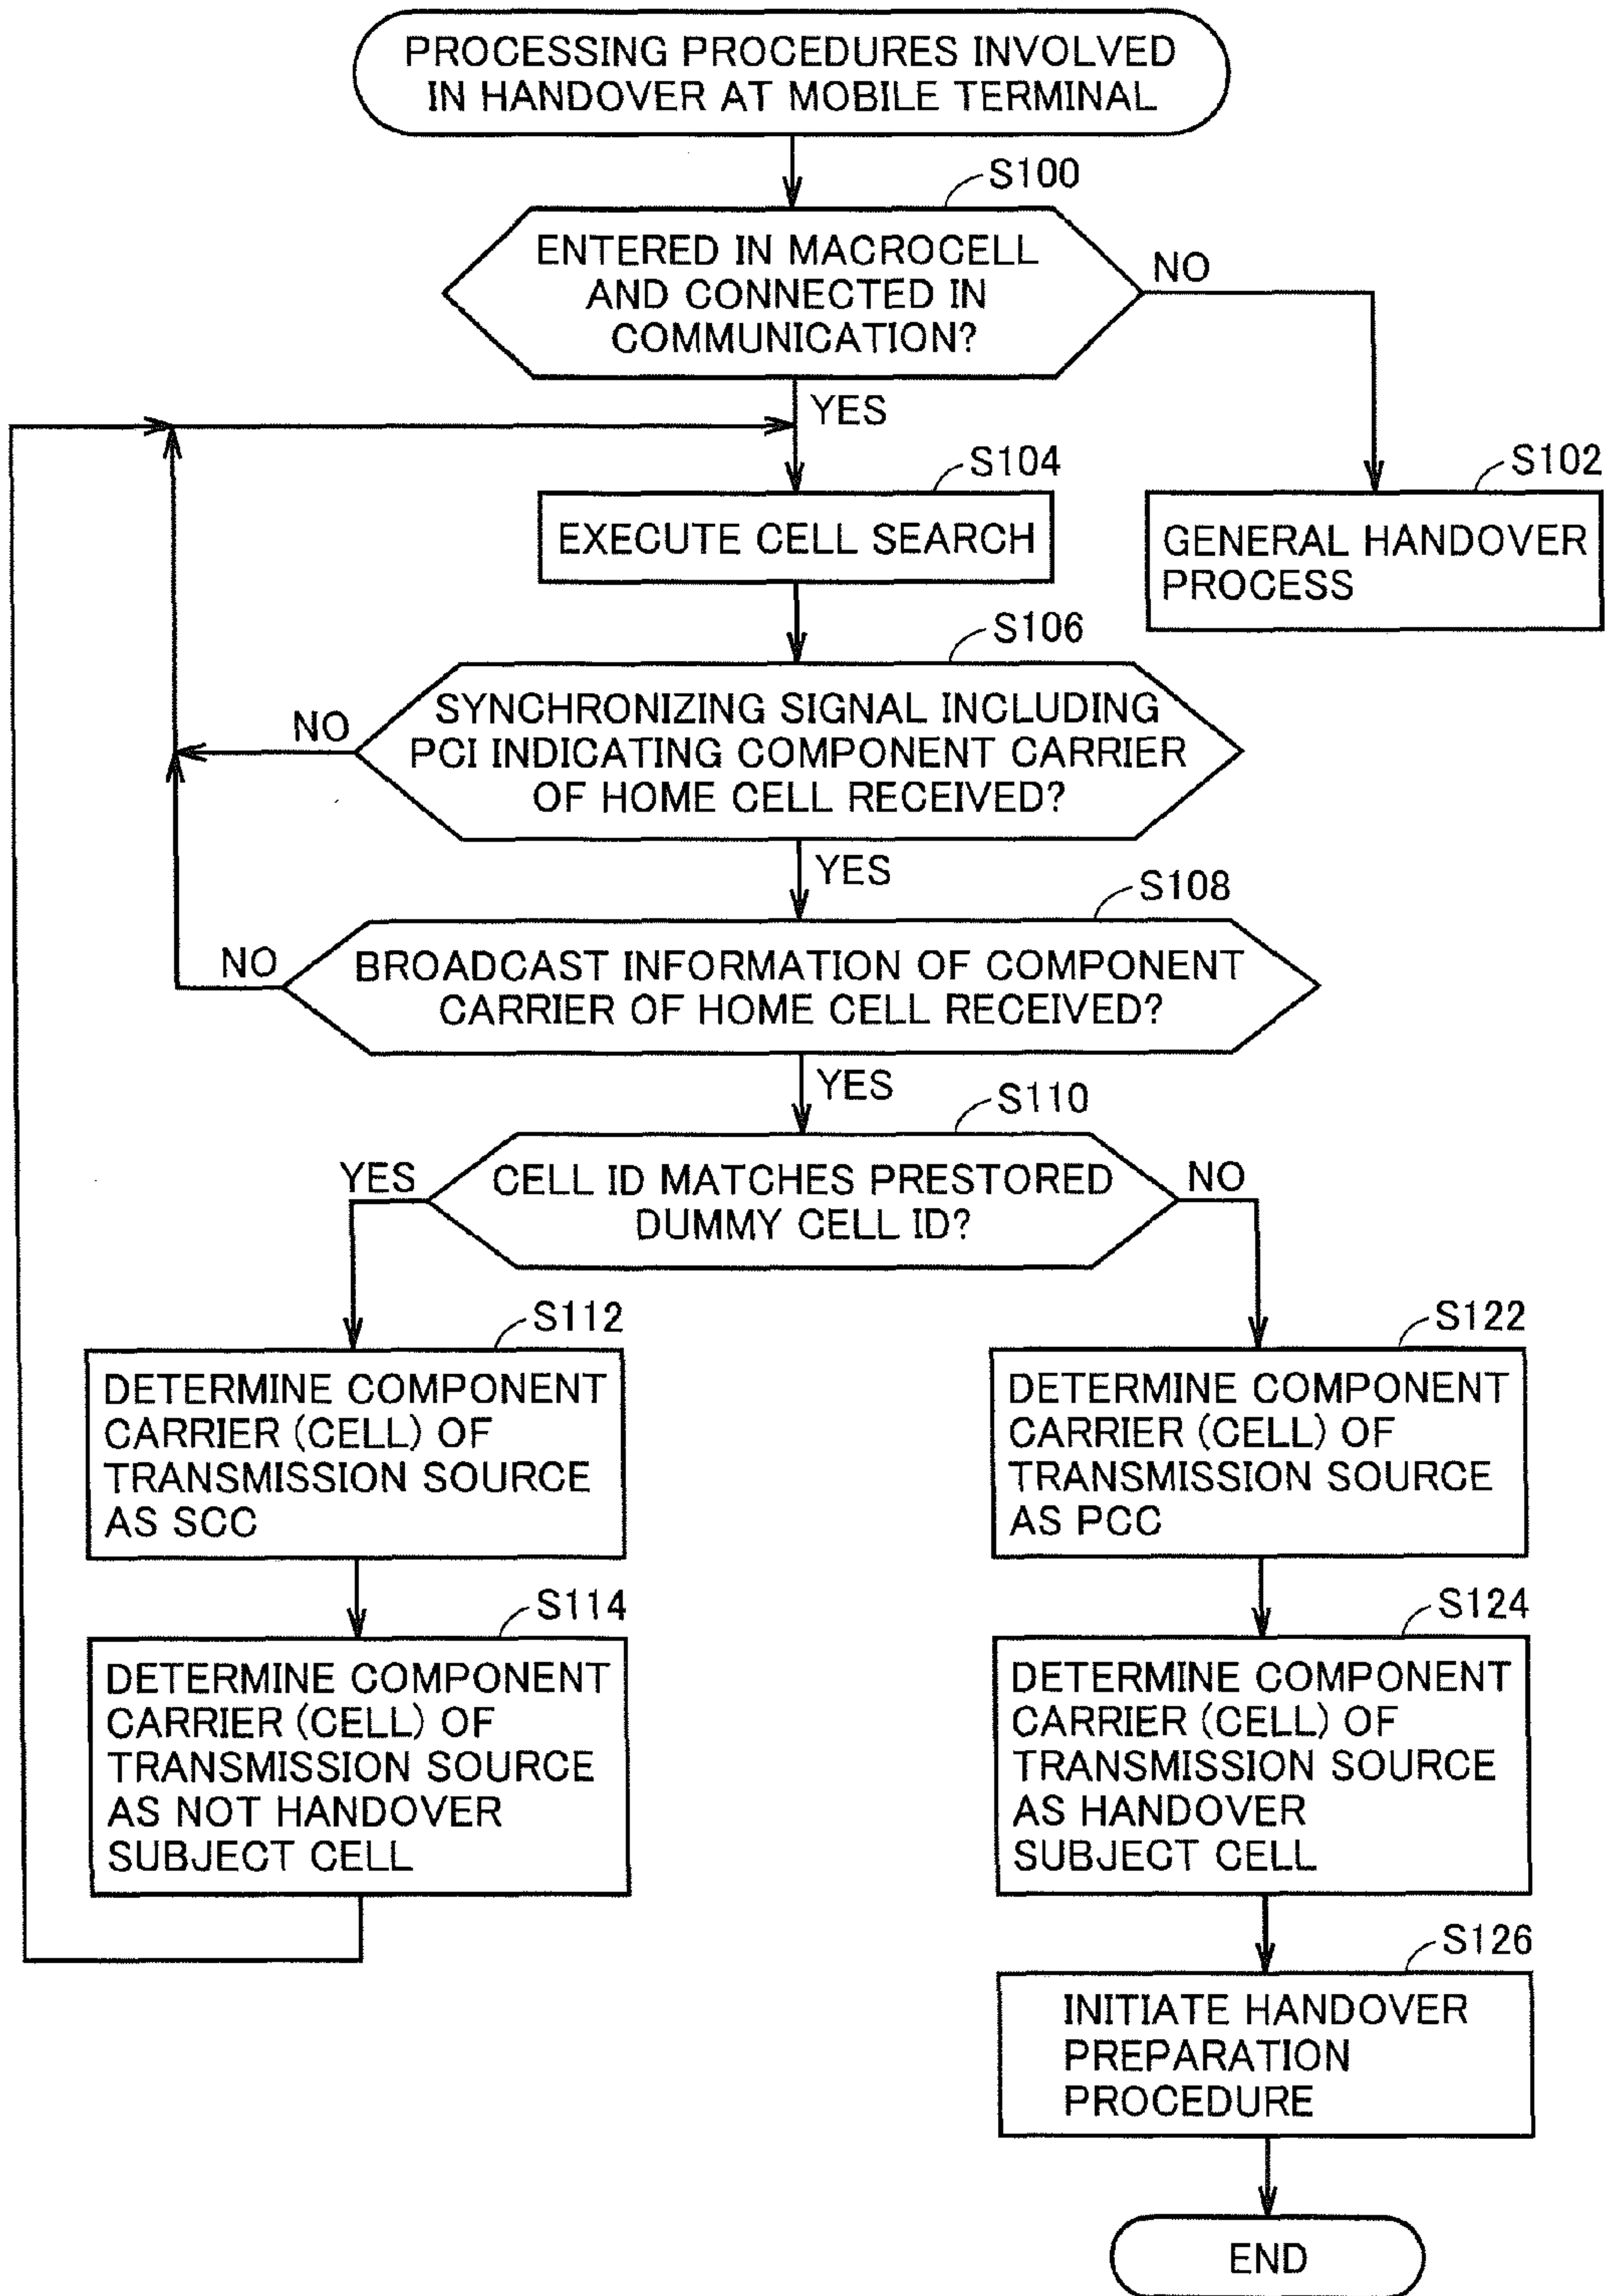 PROCESSING PROCEDURES INVOLVED
IN HANDOVER AT MOBILE TERMINAL
S100
ENTERED IN MACROCELL
AND CONNECTED IN
COMMUNICATION?
NO
YES
S104
EXECUTE CELL SEARCH
S102
GENERAL HANDOVER
PROCESS
S106
SYNCHRONIZING SIGNAL INCLUDING
PCI INDICATING COMPONENT CARRIER
OF HOME CELL RECEIVED?
NO
YES
S108
BROADCAST INFORMATION OF COMPONENT
CARRIER OF HOME CELL RECEIVED?
NO
YES
S110
CELL ID MATCHES PRESTORED
DUMMY CELL ID?
YES
NO
S112
DETERMINE COMPONENT
CARRIER (CELL) OF
TRANSMISSION SOURCE
AS SCC
S114
DETERMINE COMPONENT
CARRIER (CELL) OF
TRANSMISSION SOURCE
AS NOT HANDOVER
SUBJECT CELL
S122
DETERMINE COMPONENT
CARRIER (CELL) OF
TRANSMISSION SOURCE
AS PCC
S124
DETERMINE COMPONENT
CARRIER (CELL) OF
TRANSMISSION SOURCE
AS HANDOVER
SUBJECT CELL
S126
INITIATE HANDOVER
PREPARATION
PROCEDURE
END